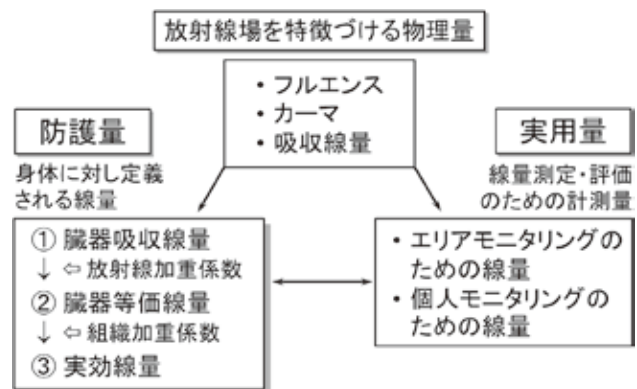 放射線場を特徴づける物理量
・フルエンス
・カーマ
・吸収線量
防護量
身体に対し定義
される線量
① 臓器吸収線量
↓ ⇦ 放射線加重係数
② 臓器等価線量
↓ ⇦ 組織加重係数
③ 実効線量
実用量
線量測定・評価
のための計測量
・エリアモニタリングの
ための線量
・個人モニタリングの
ための線量